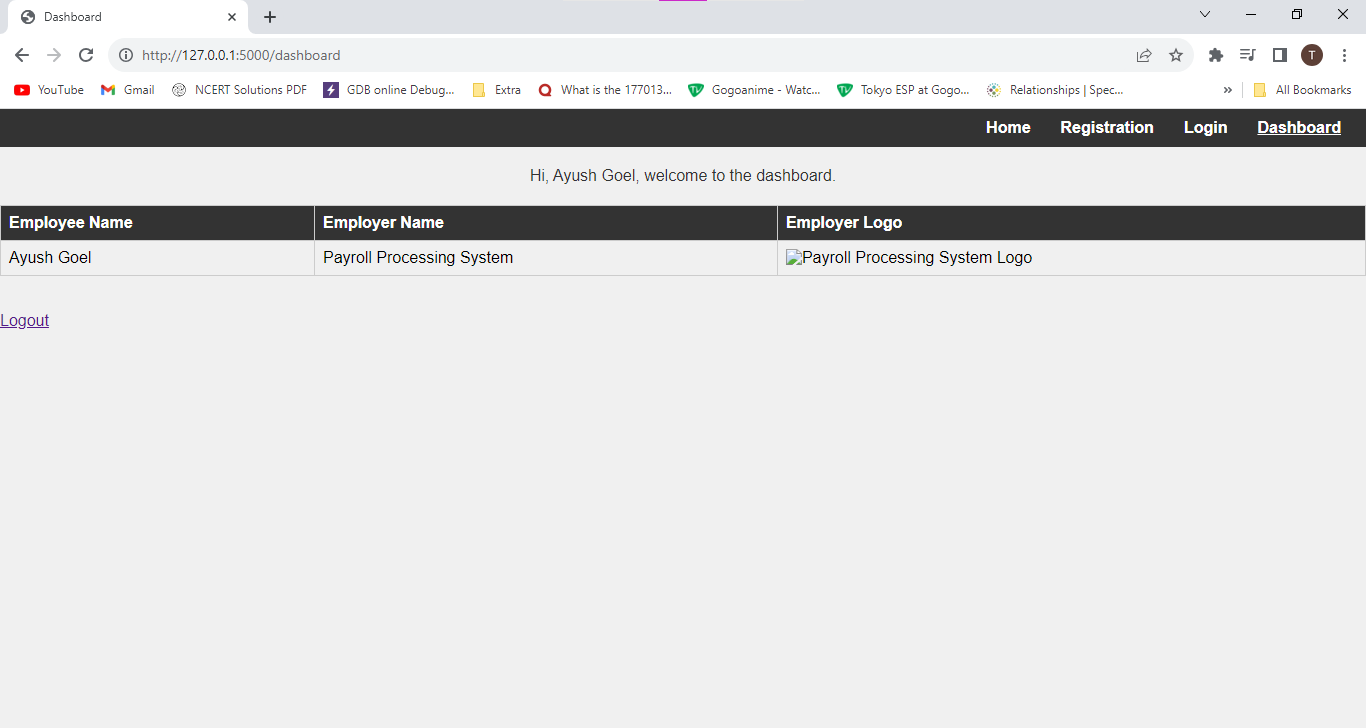 Dashboard
http://127.0.0.1:5000/dashboard
T
YouTube Gmail NCERT Solutions PDF GDB online Debug... Extra What is the 177013... Gogoanime - Watc... Tokyo ESP at Gogo... Relationships | Spec... » All Bookmarks
Home Registration Login Dashboard
Hi, Ayush Goel, welcome to the dashboard.
Employee Name Employer Name Employer Logo
Ayush Goel Payroll Processing System Payroll Processing System Logo
Logout